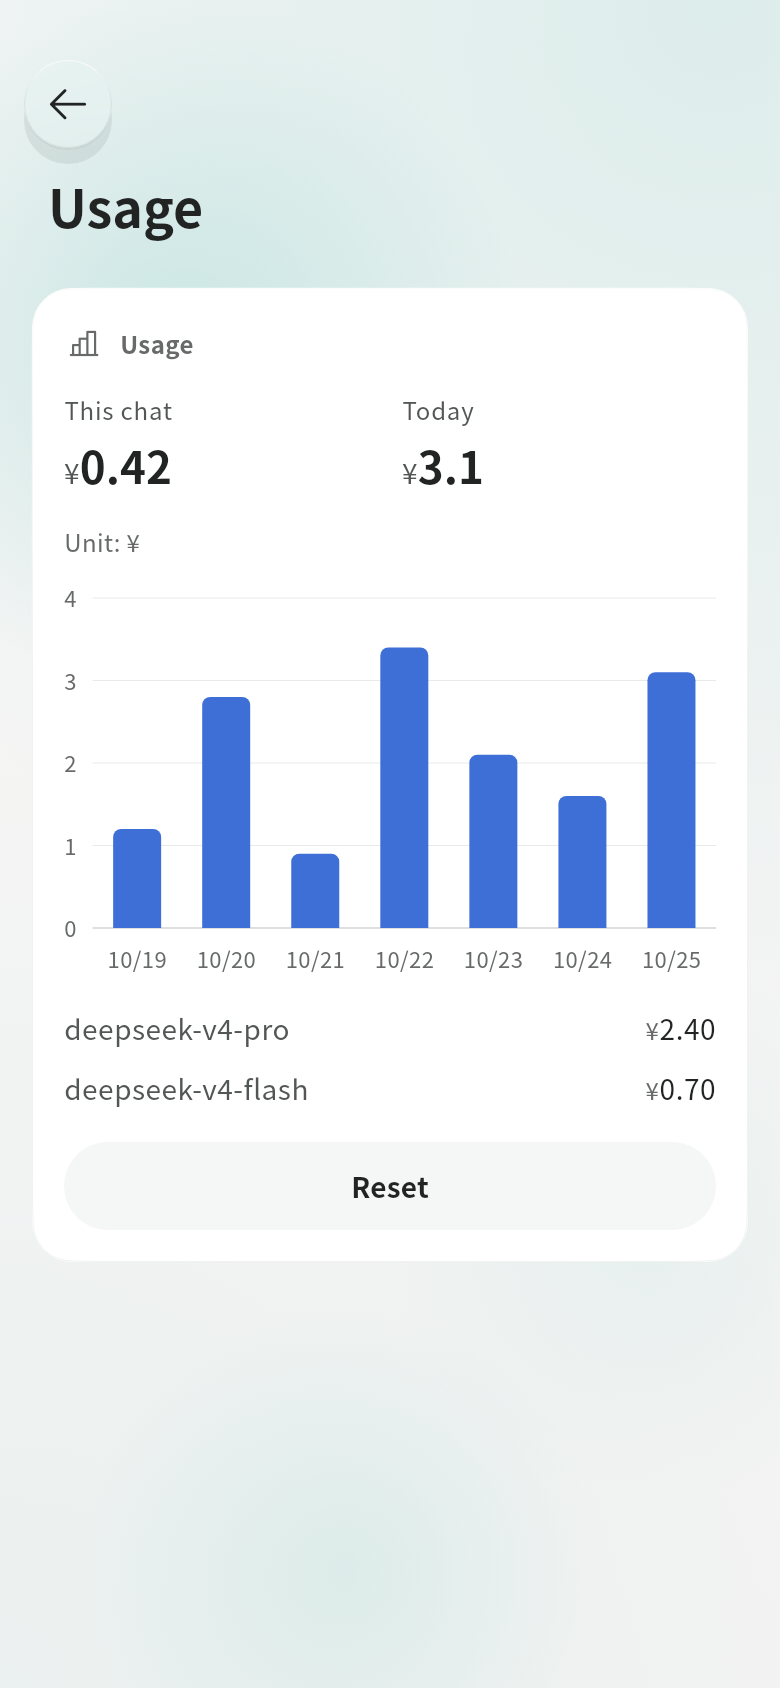 Usage
Usage
This chat
Today
¥0.42
¥3.1
Unit: ¥
4
3
2
1
0
10/19 10/20 10/21 10/22 10/23 10/24 10/25
deepseek-v4-pro ¥2.40
deepseek-v4-flash ¥0.70
Reset